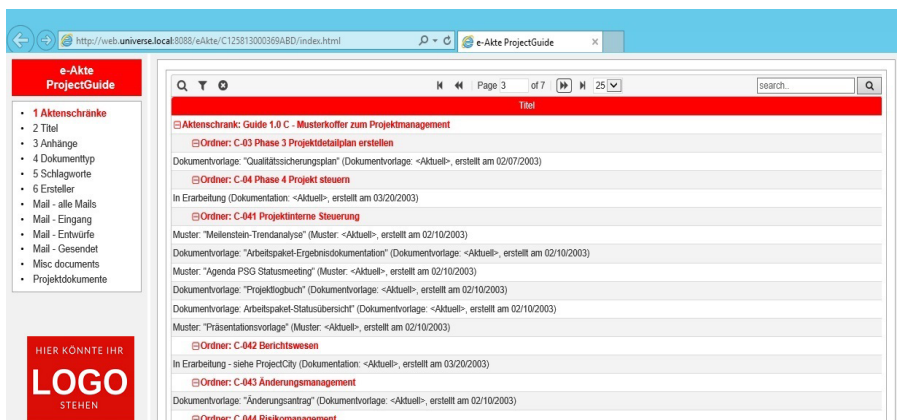 http://web.universe.local:8088/eAkte/C125813000369ABD/index.html
e-Akte ProjectGuide
e-Akte
ProjectGuide
1 Aktenschränke
2 Titel
3 Anhänge
4 Dokumenttyp
5 Schlagworte
6 Ersteller
Mail - alle Mails
Mail - Eingang
Mail - Entwürfe
Mail - Gesendet
Misc documents
Projektdokumente
HIER KÖNNTE IHR
LOGO
STEHEN
Page 3 of 7 25 search..
Titel
Aktenschrank: Guide 1.0 C - Musterkoffer zum Projektmanagement
Ordner: C-03 Phase 3 Projektdetailplan erstellen
Dokumentvorlage: "Qualitätssicherungsplan" (Dokumentvorlage: <Aktuell>, erstellt am 02/07/2003)
Ordner: C-04 Phase 4 Projekt steuern
In Erarbeitung (Dokumentation: <Aktuell>, erstellt am 03/20/2003)
Ordner: C-041 Projektinterne Steuerung
Muster: "Meilenstein-Trendanalyse" (Muster: <Aktuell>, erstellt am 02/10/2003)
Dokumentvorlage: "Arbeitspaket-Ergebnisdokumentation" (Dokumentvorlage: <Aktuell>, erstellt am 02/10/2003)
Muster: "Agenda PSG Statusmeeting" (Muster: <Aktuell>, erstellt am 02/10/2003)
Dokumentvorlage: "Projektlogbuch" (Dokumentvorlage: <Aktuell>, erstellt am 02/10/2003)
Dokumentvorlage: Arbeitspaket-Statusübersicht" (Dokumentvorlage: <Aktuell>, erstellt am 02/10/2003)
Muster: "Präsentationsvorlage" (Muster: <Aktuell>, erstellt am 02/10/2003)
Ordner: C-042 Berichtswesen
In Erarbeitung - siehe ProjectCity (Dokumentation: <Aktuell>, erstellt am 03/20/2003)
Ordner: C-043 Änderungsmanagement
Dokumentvorlage: "Änderungsantrag" (Dokumentvorlage: <Aktuell>, erstellt am 02/10/2003)
Ordner: C-044 Risikomanagement